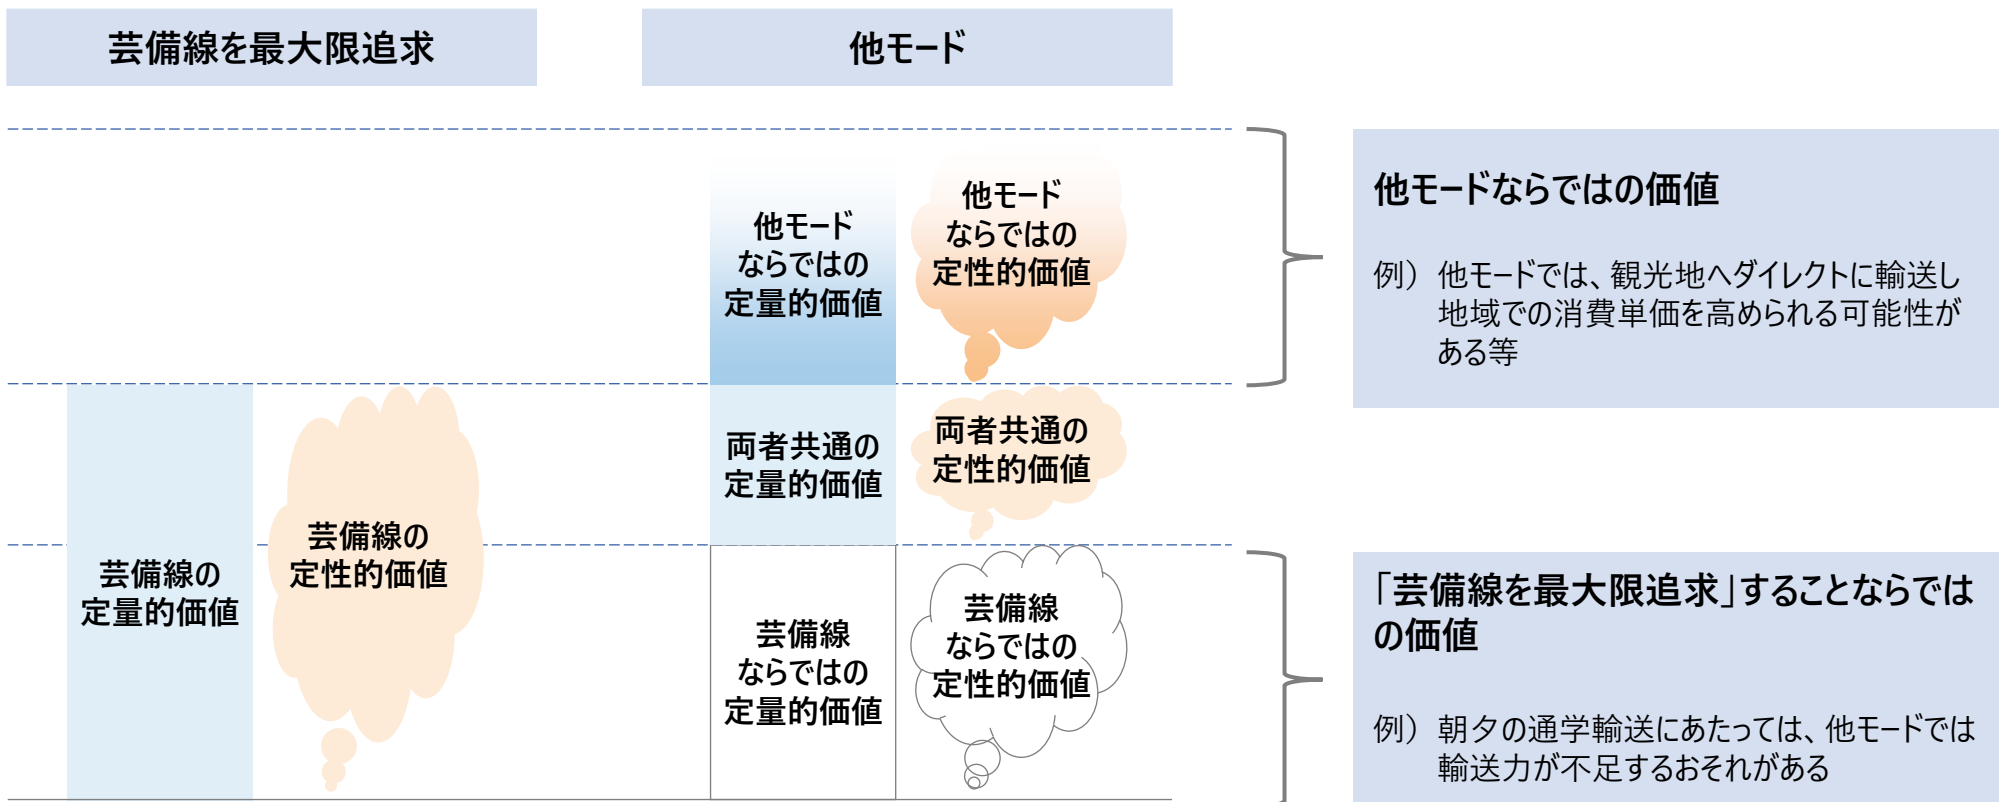 芸備線を最大限追求
他モード
他モード
ならではの
定量的価値
他モード
ならではの
定性的価値
他モードならではの価値
例） 他モードでは、観光地へダイレクトに輸送し
地域での消費単価を高められる可能性が
ある等
両者共通の
定量的価値
両者共通の
定性的価値
芸備線の
定量的価値
芸備線の
定性的価値
芸備線
ならではの
定量的価値
芸備線
ならではの
定性的価値
「芸備線を最大限追求」することならでは
の価値
例） 朝夕の通学輸送にあたっては、他モードでは
輸送力が不足するおそれがある